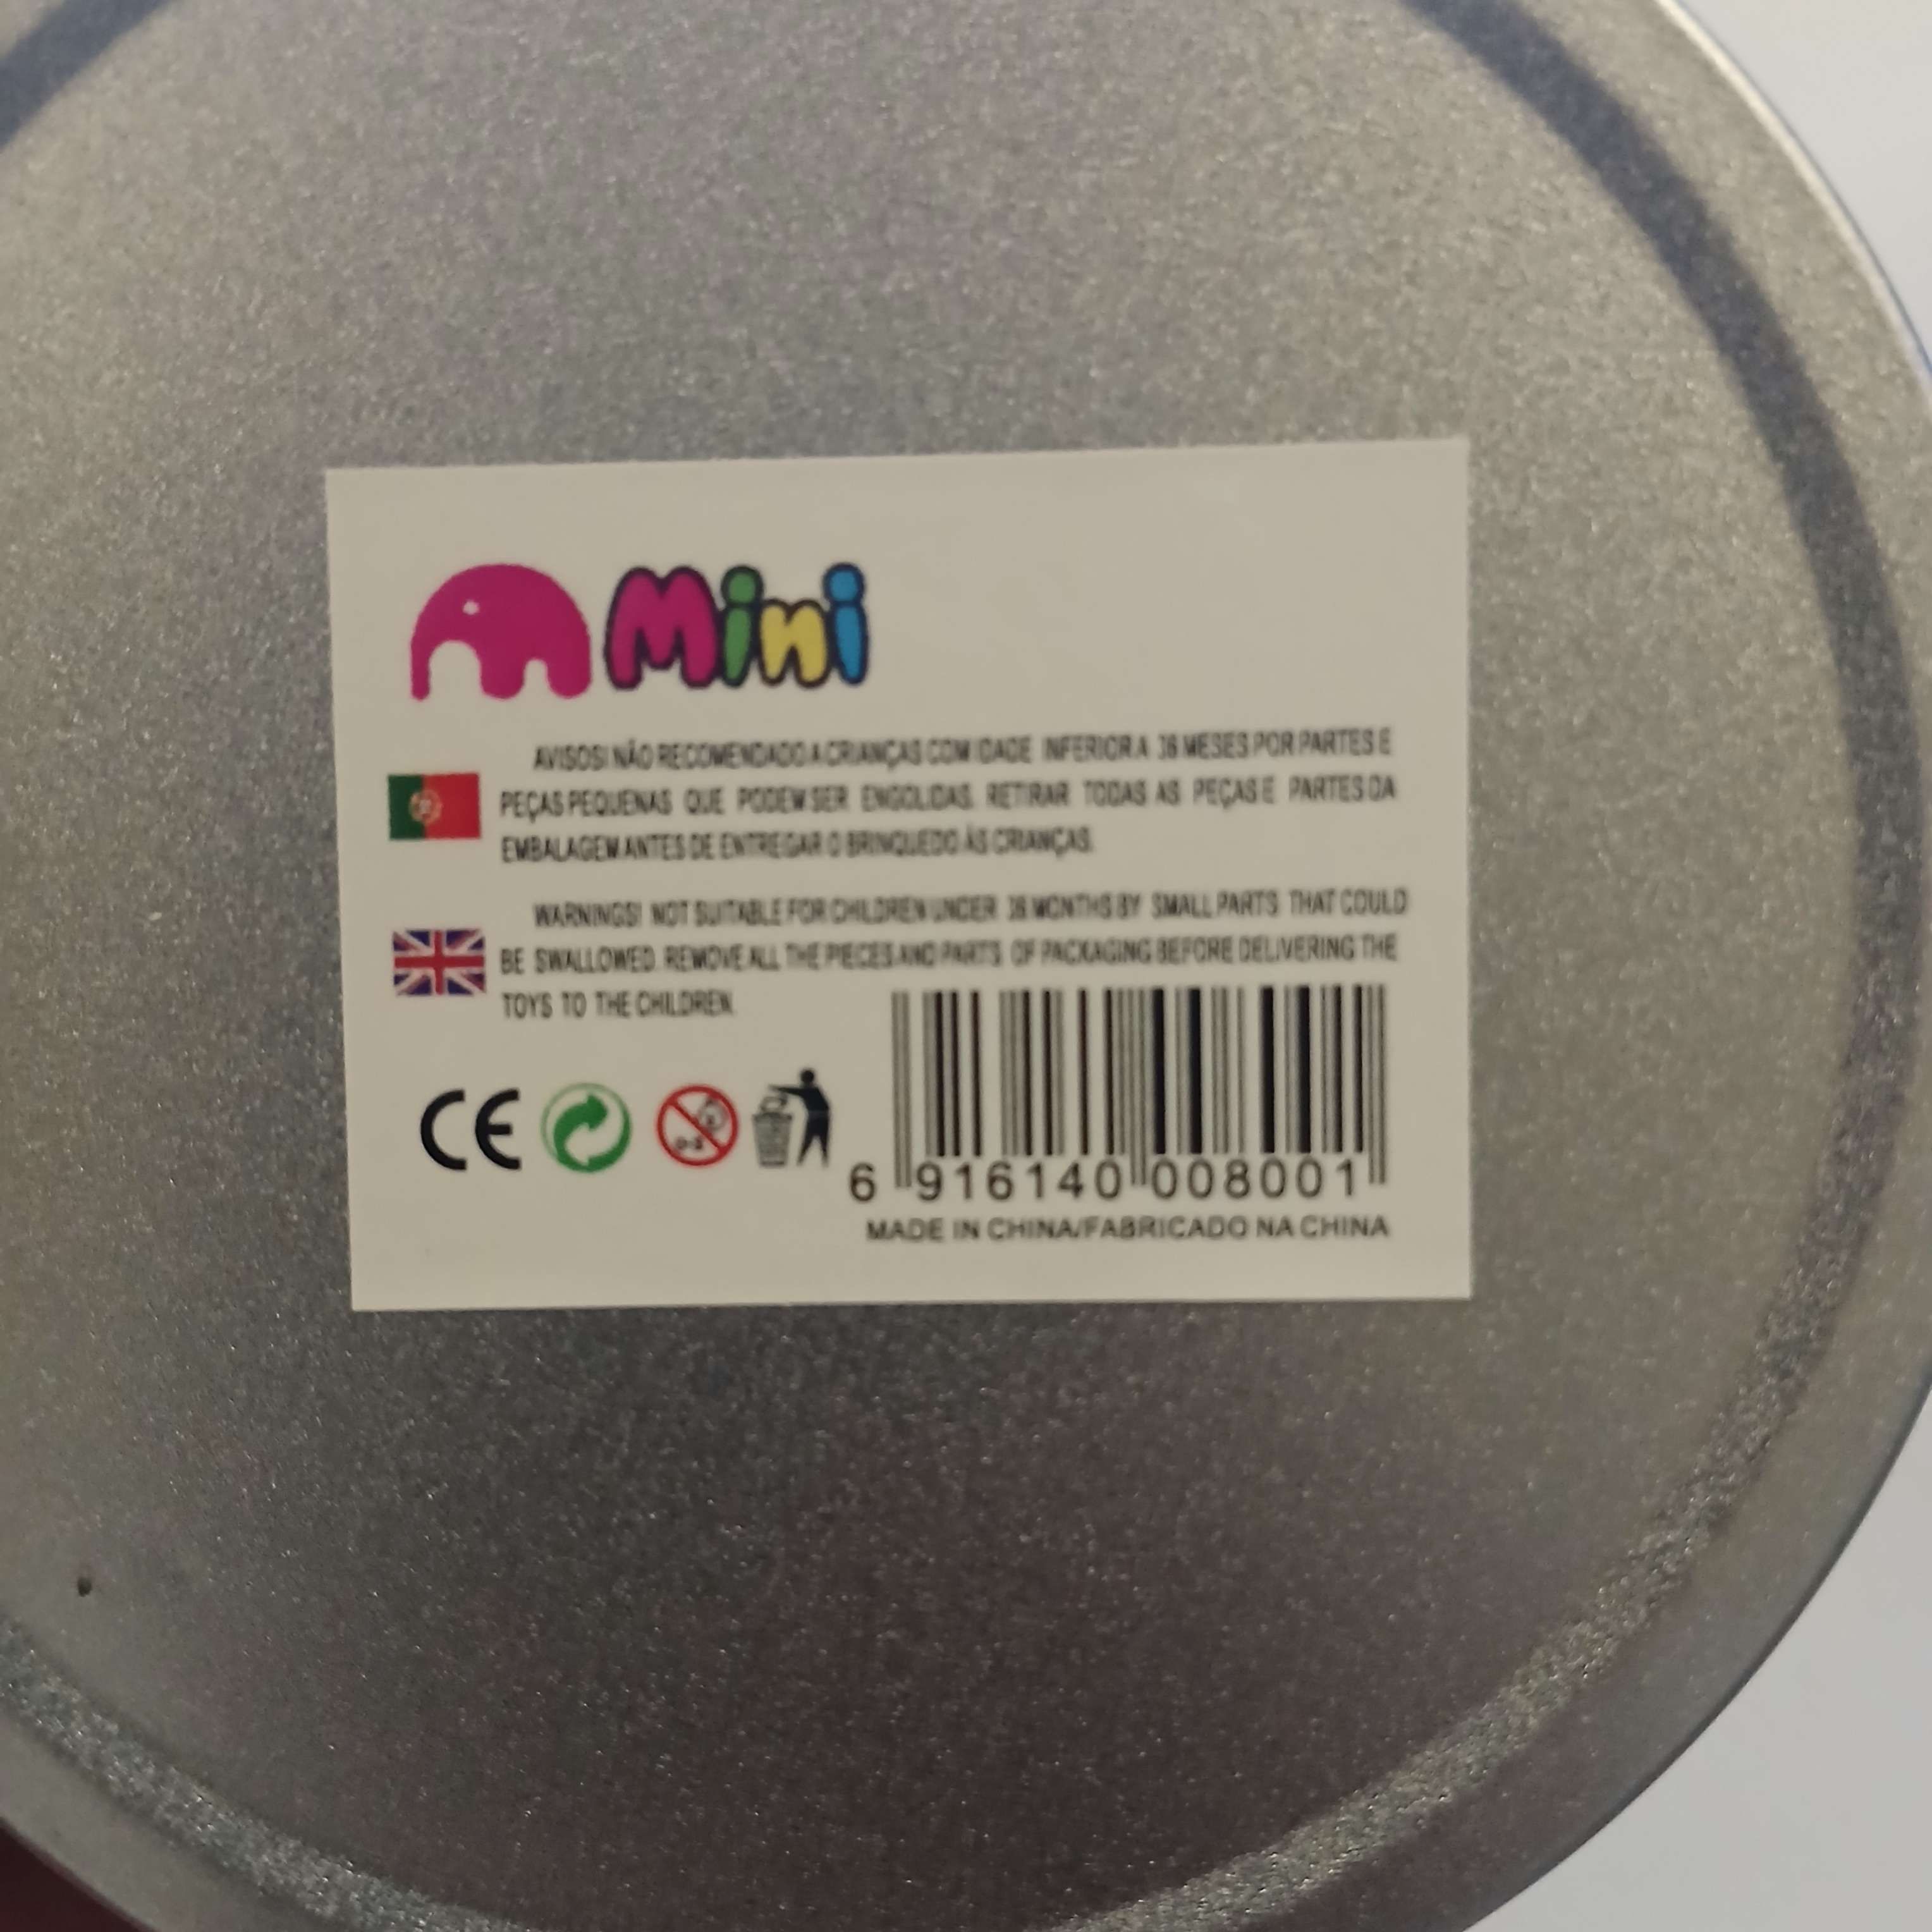 Mini
AVISOS! NÃO RECOMENDADO A CRIANÇAS COM IDADE INFERIOR A 36 MESES POR PARTES E
PEÇAS PEQUENAS QUE PODEM SER ENGOLIDAS. RETIRAR TODAS AS PEÇAS E PARTES DA
EMBALAGEM ANTES DE ENTREGAR O BRINQUEDO ÀS CRIANÇAS.
WARNINGS! NOT SUITABLE FOR CHILDREN UNDER 36 MONTHS BY SMALL PARTS THAT COULD
BE SWALLOWED. REMOVE ALL THE PIECES AND PARTS OF PACKAGING BEFORE DELIVERING THE
TOYS TO THE CHILDREN.
CE 0-3
6 916140 008001
MADE IN CHINA/FABRICADO NA CHINA